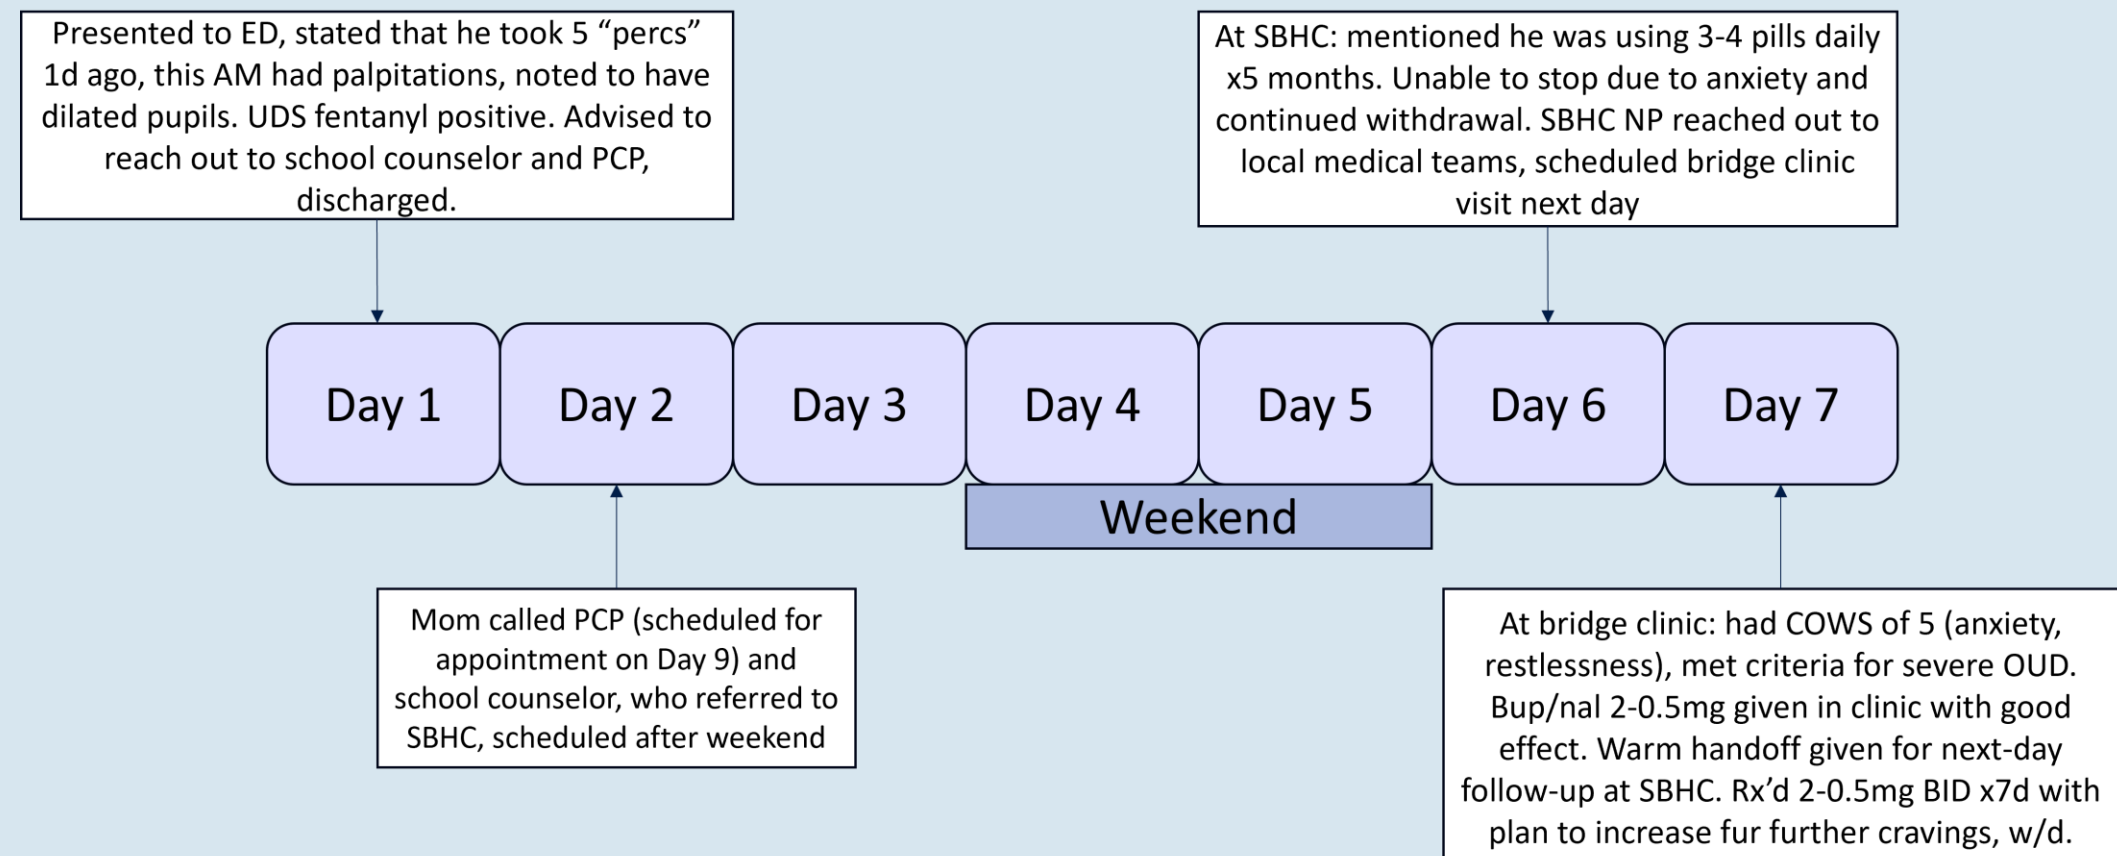 Presented to ED, stated that he took 5 “percs”
1d ago, this AM had palpitations, noted to have
dilated pupils. UDS fentanyl positive. Advised to
reach out to school counselor and PCP,
discharged.
At SBHC: mentioned he was using 3-4 pills daily
x5 months. Unable to stop due to anxiety and
continued withdrawal. SBHC NP reached out to
local medical teams, scheduled bridge clinic
visit next day
Day 1
Day 2
Day 3
Day 4
Day 5
Day 6
Day 7
Weekend
Mom called PCP (scheduled for
appointment on Day 9) and
school counselor, who referred to
SBHC, scheduled after weekend
At bridge clinic: had COWS of 5 (anxiety,
restlessness), met criteria for severe OUD.
Bup/nal 2-0.5mg given in clinic with good
effect. Warm handoff given for next-day
follow-up at SBHC. Rx’d 2-0.5mg BID x7d with
plan to increase fur further cravings, w/d.